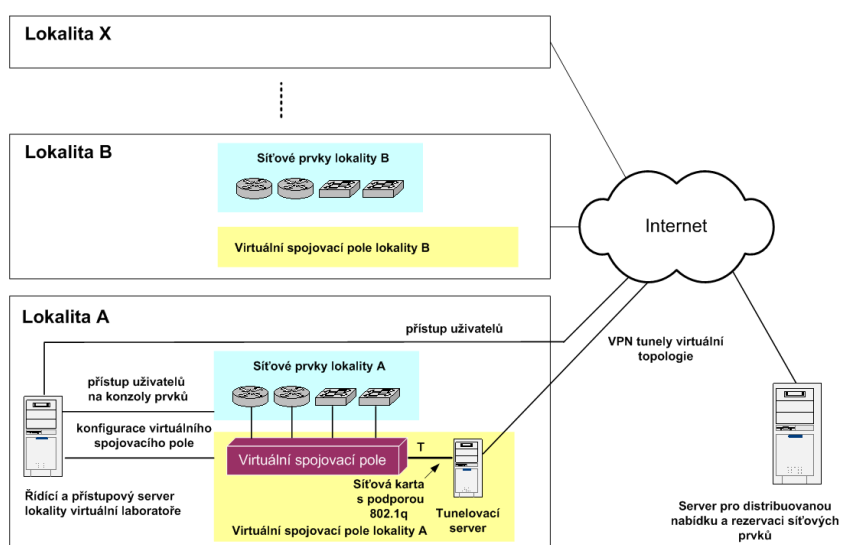 Lokalita X
Lokalita B
Síťové prvky lokality B
Virtuální spojovací pole lokality B
Internet
Lokalita A
přístup uživatelů
VPN tunely virtuální
topologie
Síťové prvky lokality A
přístup uživatelů
na konzoly prvků
konfigurace virtuálního
spojovacího pole
Virtuální spojovací pole
T
Síťová karta
s podporou
802.1q
Tunelovací
server
Řídící a přístupový server
lokality virtuální laboratoře
Virtuální spojovací pole lokality A
Server pro distribuovanou
nabídku a rezervaci síťových
prvků